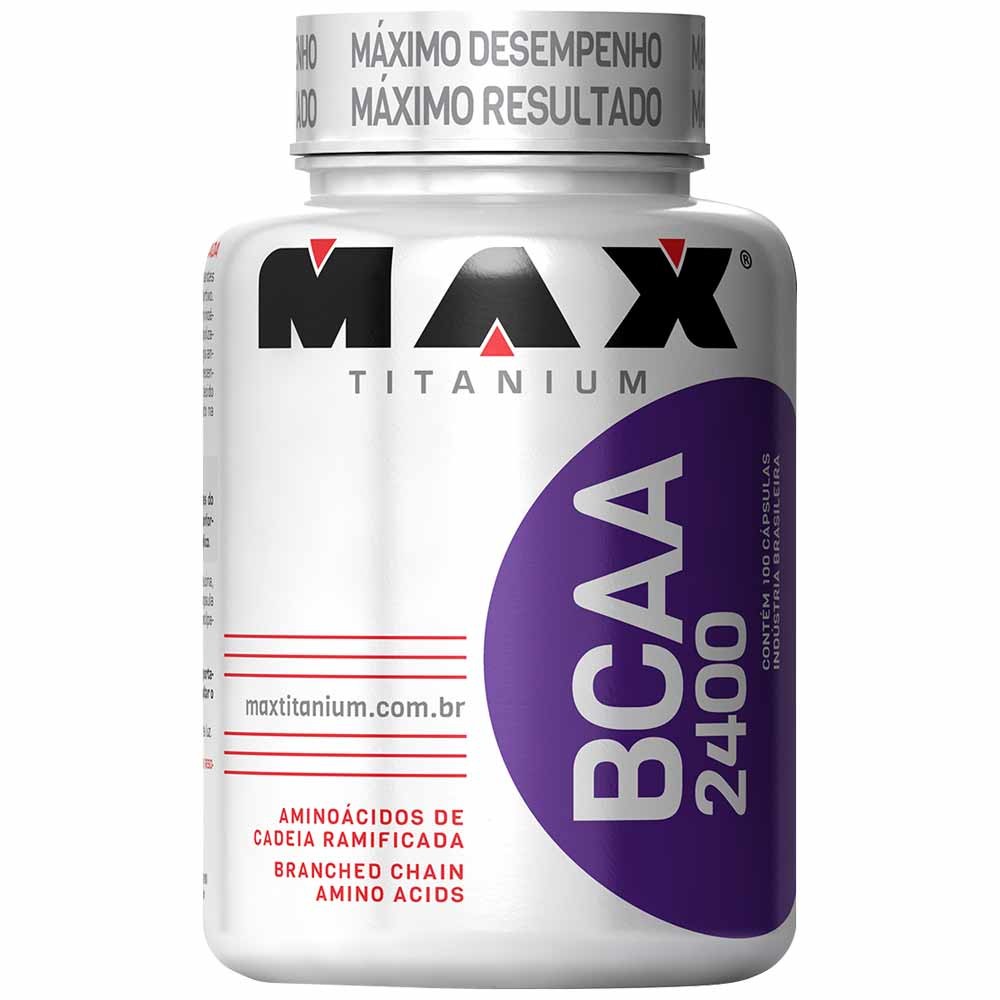 MÁXIMO DESEMPENHO
MÁXIMO RESULTADO
MAX®
TITANIUM
BCAA
2400
CONTÉM 100 CÁPSULAS
INDÚSTRIA BRASILEIRA
maxtitanium.com.br
AMINOÁCIDOS DE
CADEIA RAMIFICADA
BRANCHED CHAIN
AMINO ACIDS